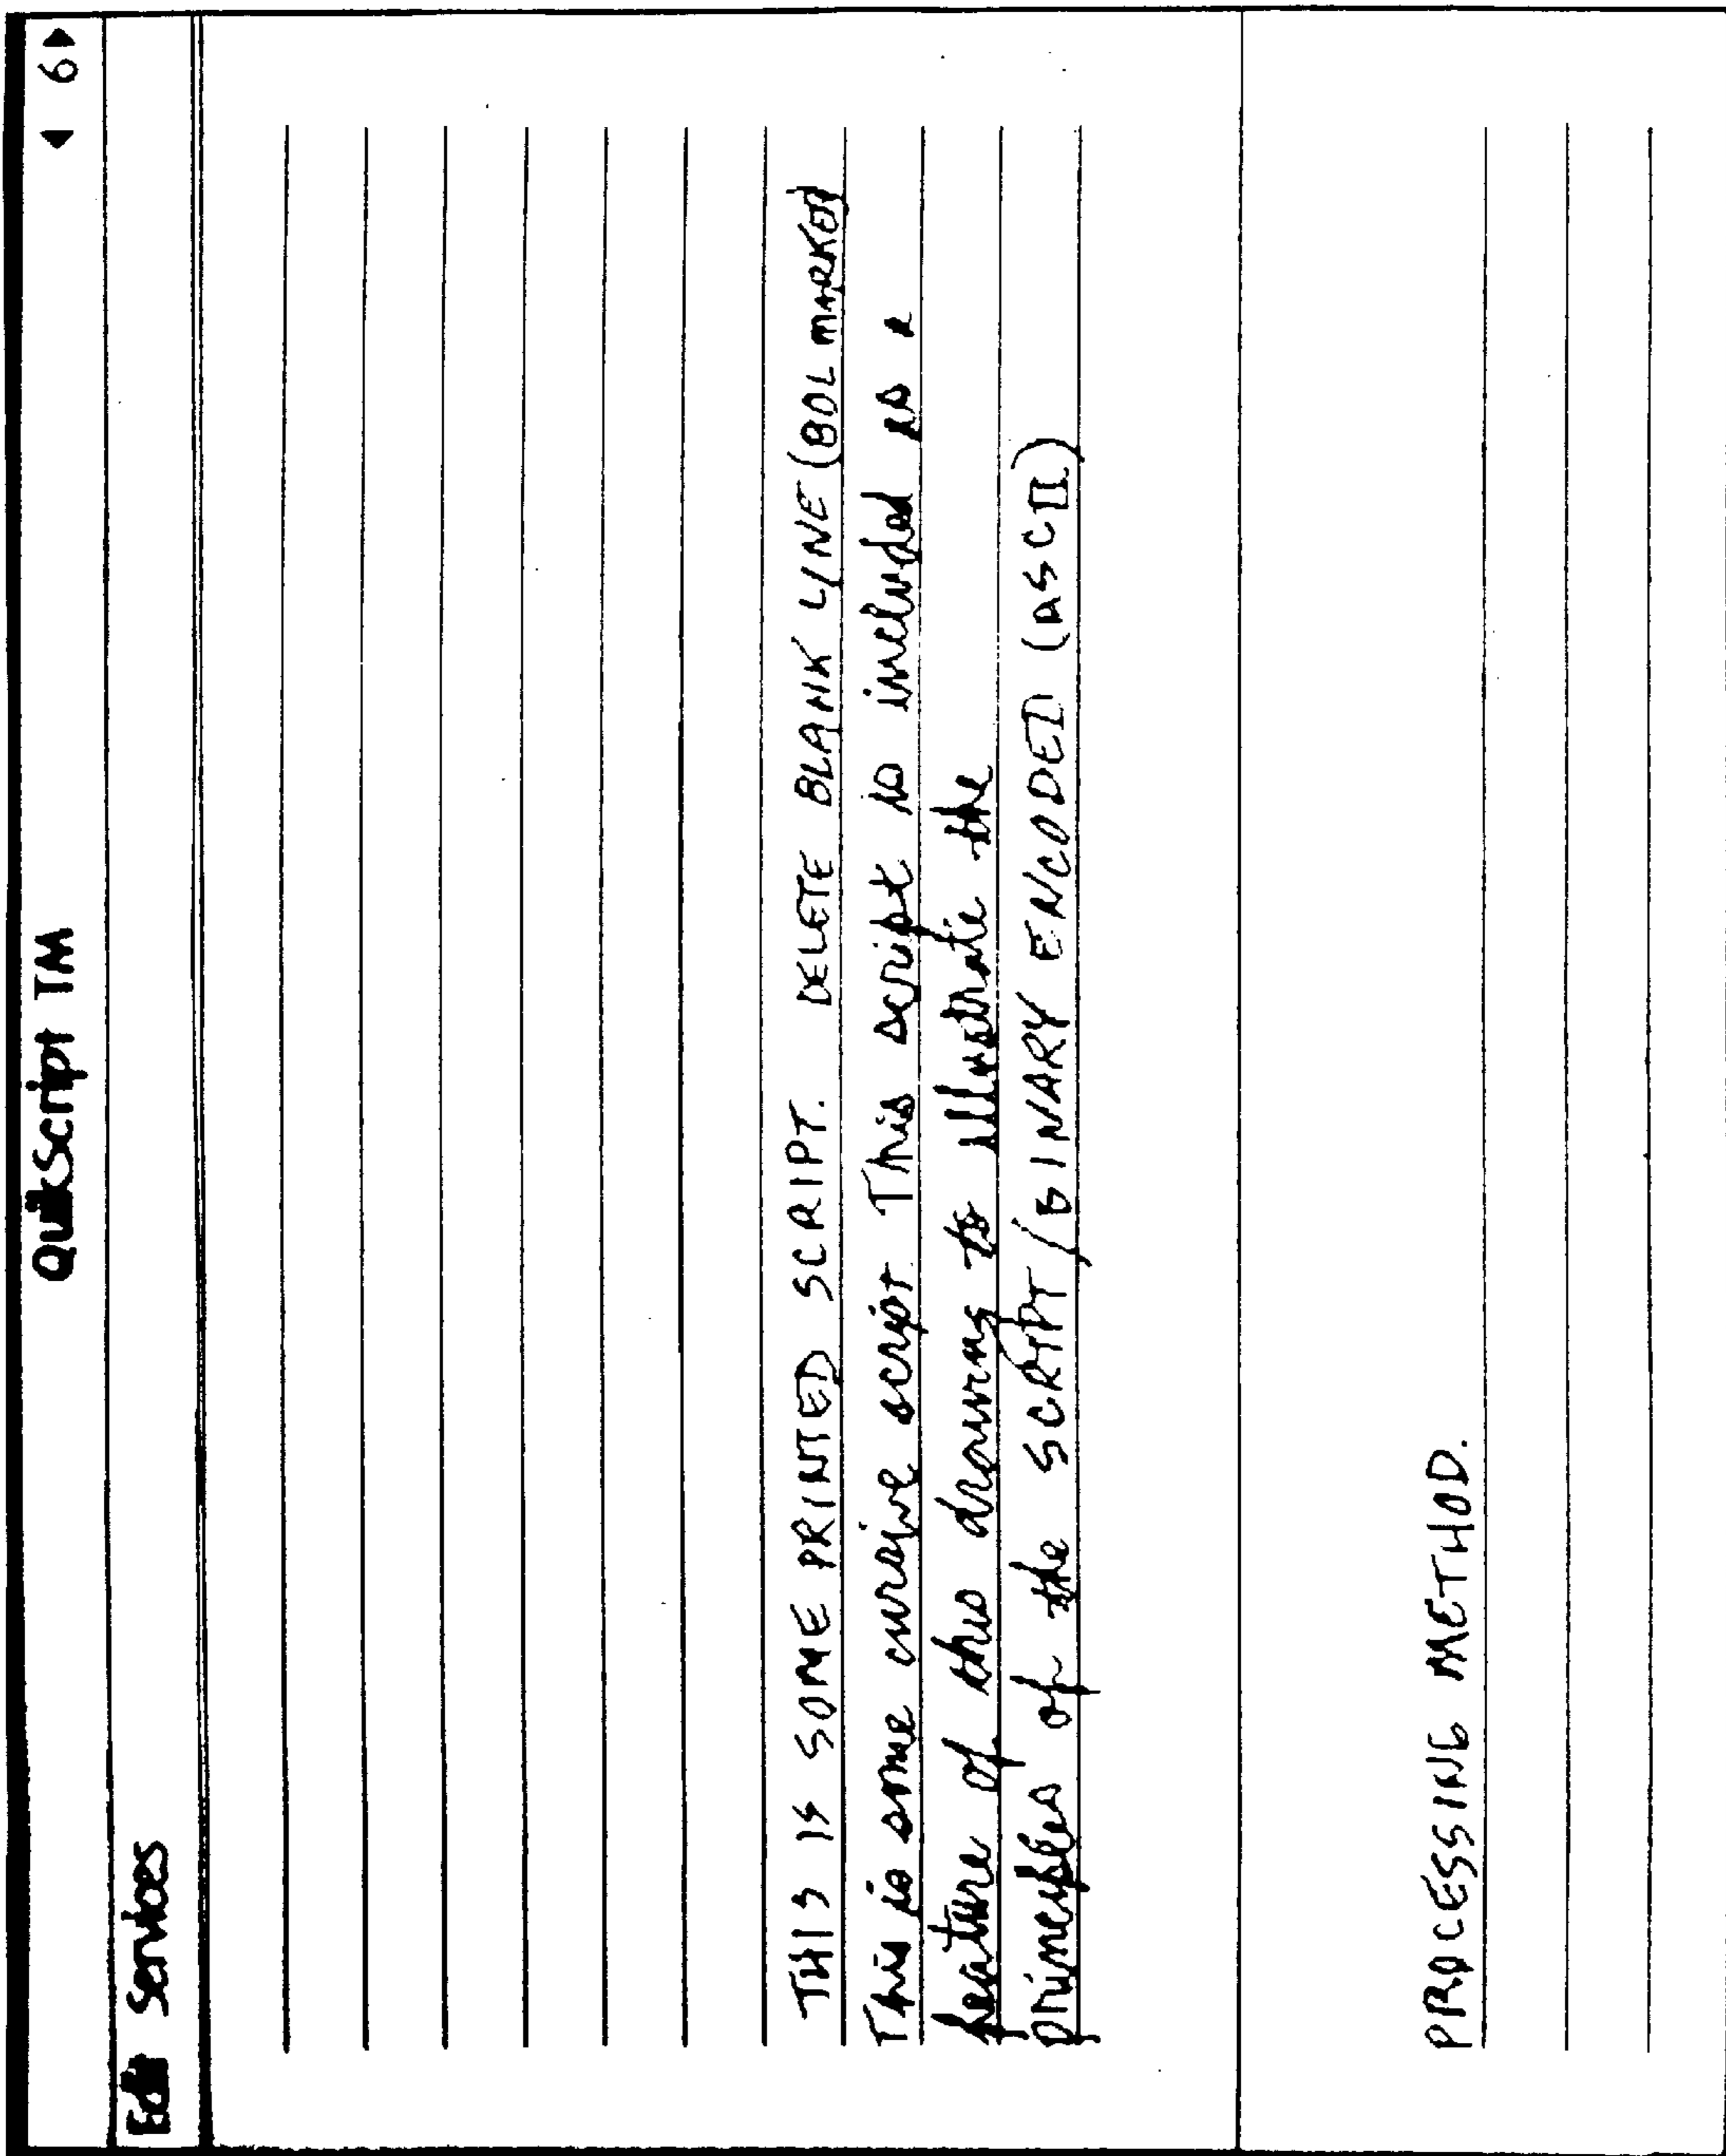 QuikScript TM
◀ 6 ▶
Edit Services
THIS IS SOME PRINTED SCRIPT. DELETE BLANK LINE (BOL MARKED
This is some cursive script. This script is included as a
feature of this drawing to illustrate the
principles of the SCRIPT/BINARY ENCODED (ASCII)
PROCESSING METHOD.